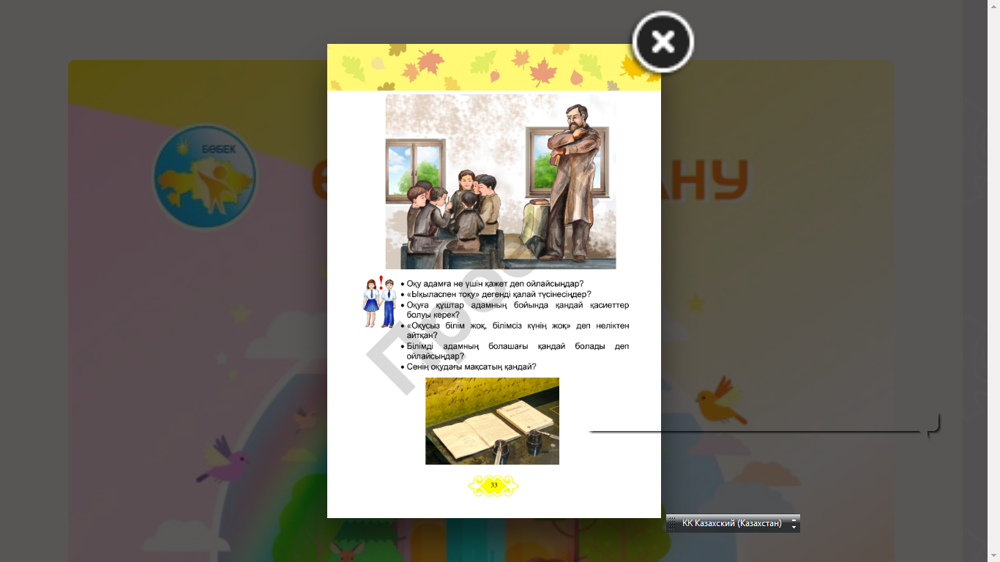 БӨБЕК
АНУ
• Оқу адамға не үшін қажет деп ойлайсыңдар?
• «Ықыласпен тоқу» дегенді қалай түсінесіңдер?
• Оқуға құштар адамның бойында қандай қасиеттер
болуы керек?
• «Оқусыз білім жоқ, білімсіз күнің жоқ» деп неліктен
айтқан?
• Білімді адамның болашағы қандай болады деп
ойлайсыңдар?
• Сенің оқудағы мақсатың қандай?
33
KK Казахский (Казахстан)